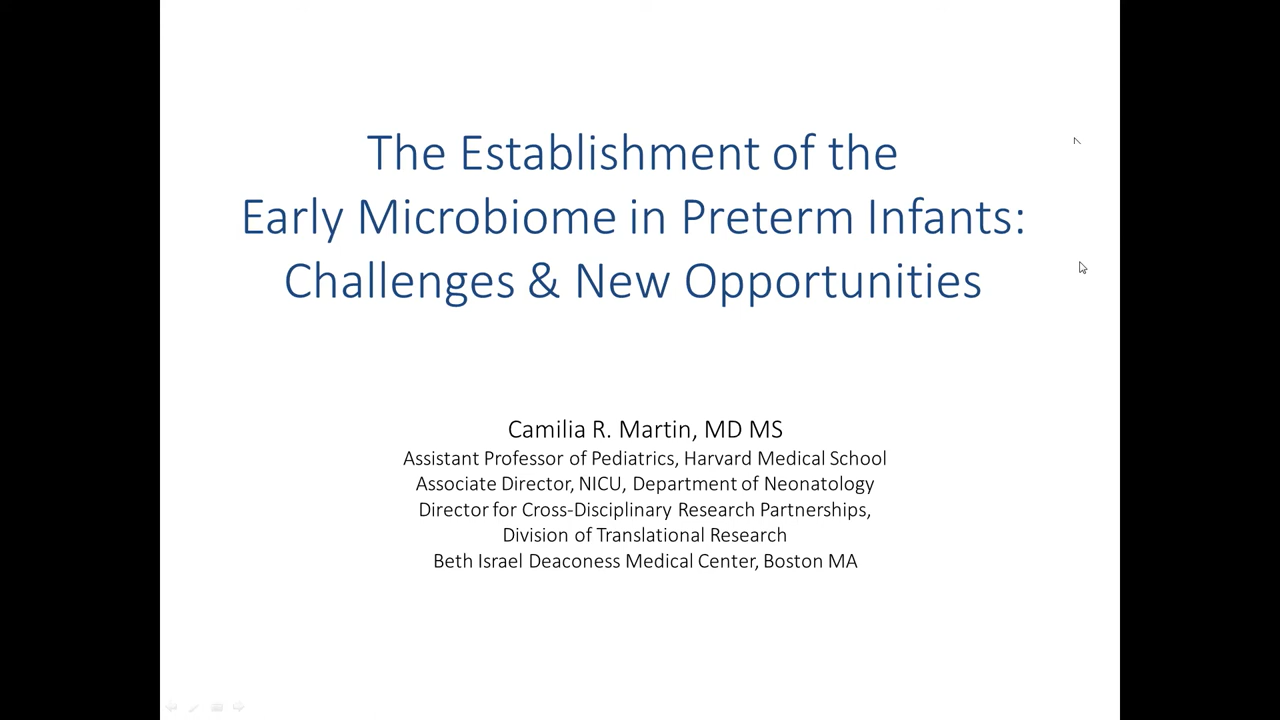 The Establishment of the
Early Microbiome in Preterm Infants:
Challenges & New Opportunities
Camilia R. Martin, MD MS
Assistant Professor of Pediatrics, Harvard Medical School
Associate Director, NICU, Department of Neonatology
Director for Cross-Disciplinary Research Partnerships,
Division of Translational Research
Beth Israel Deaconess Medical Center, Boston MA